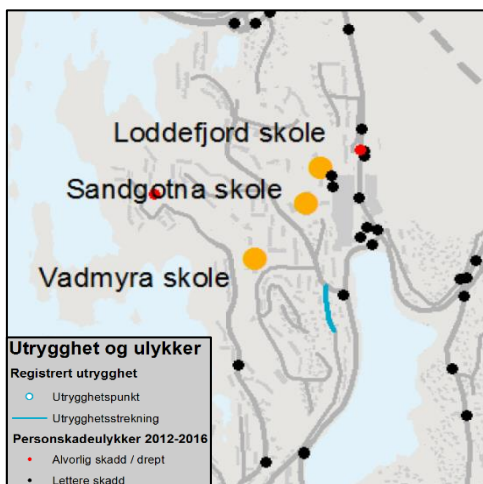 Loddefjord skole
Sandgotna skole
Vadmyra skole
Utrygghet og ulykker
Registrert utrygghet
Utrygghetspunkt
Utrygghetsstrekning
Personskadeulykker 2012-2016
Alvorlig skadd / drept
Lettere skadd